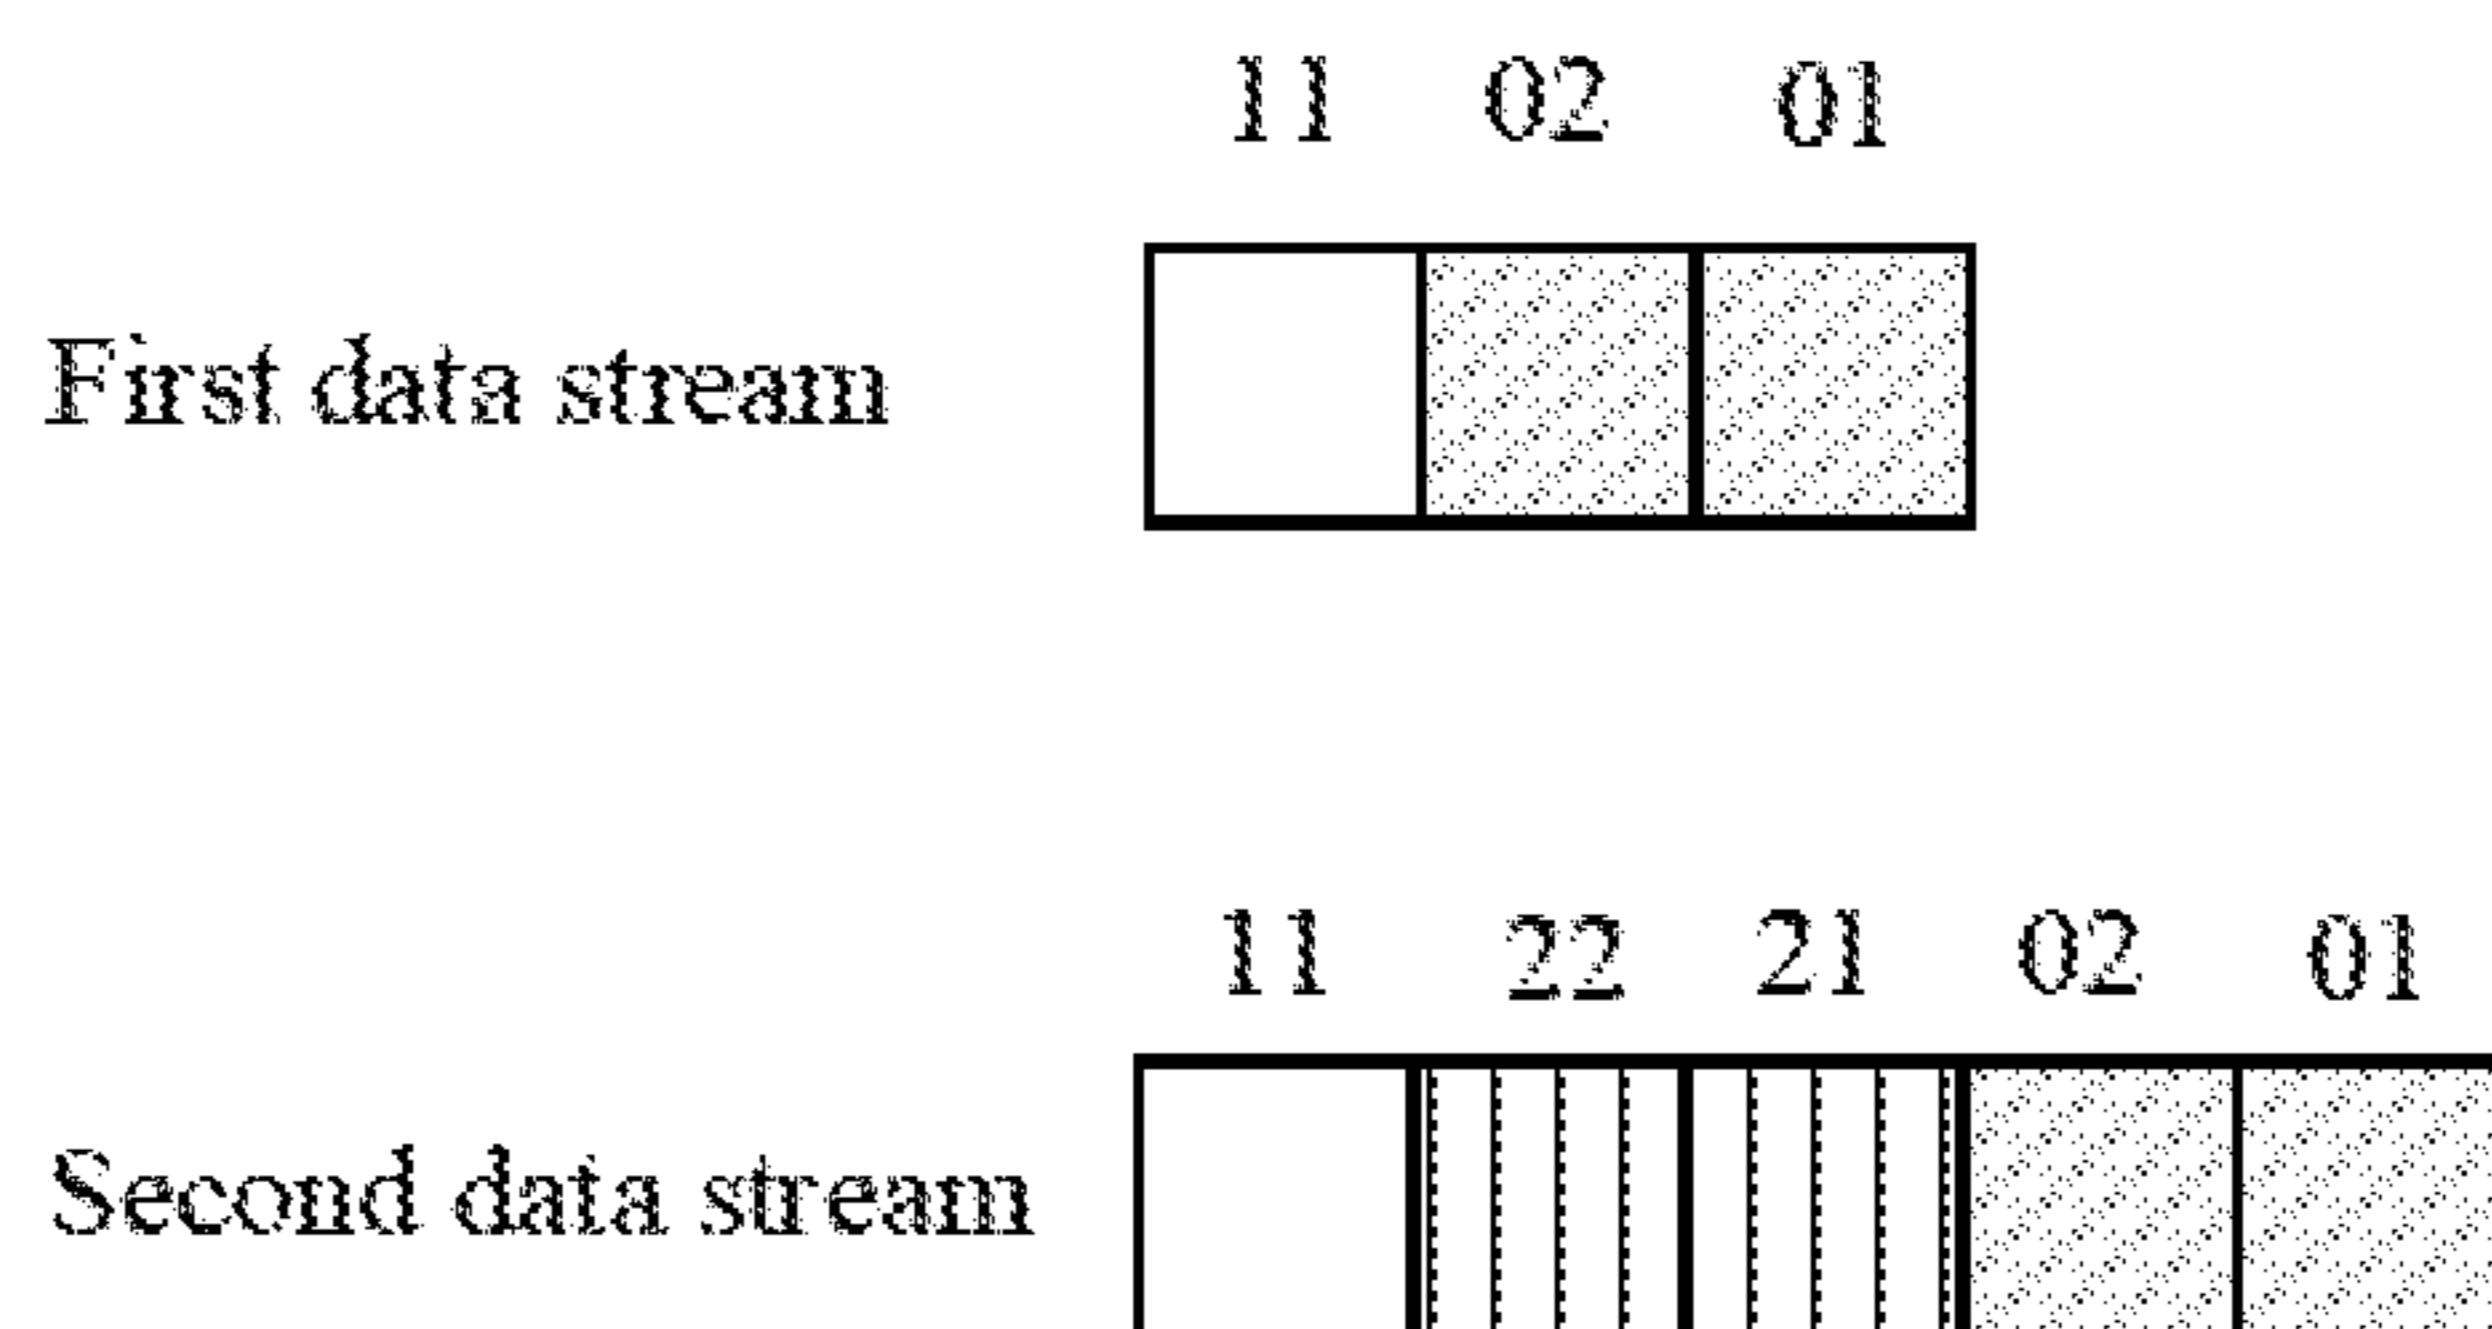 11 02 01
First data stream
11 22 21 02 01
Second data stream